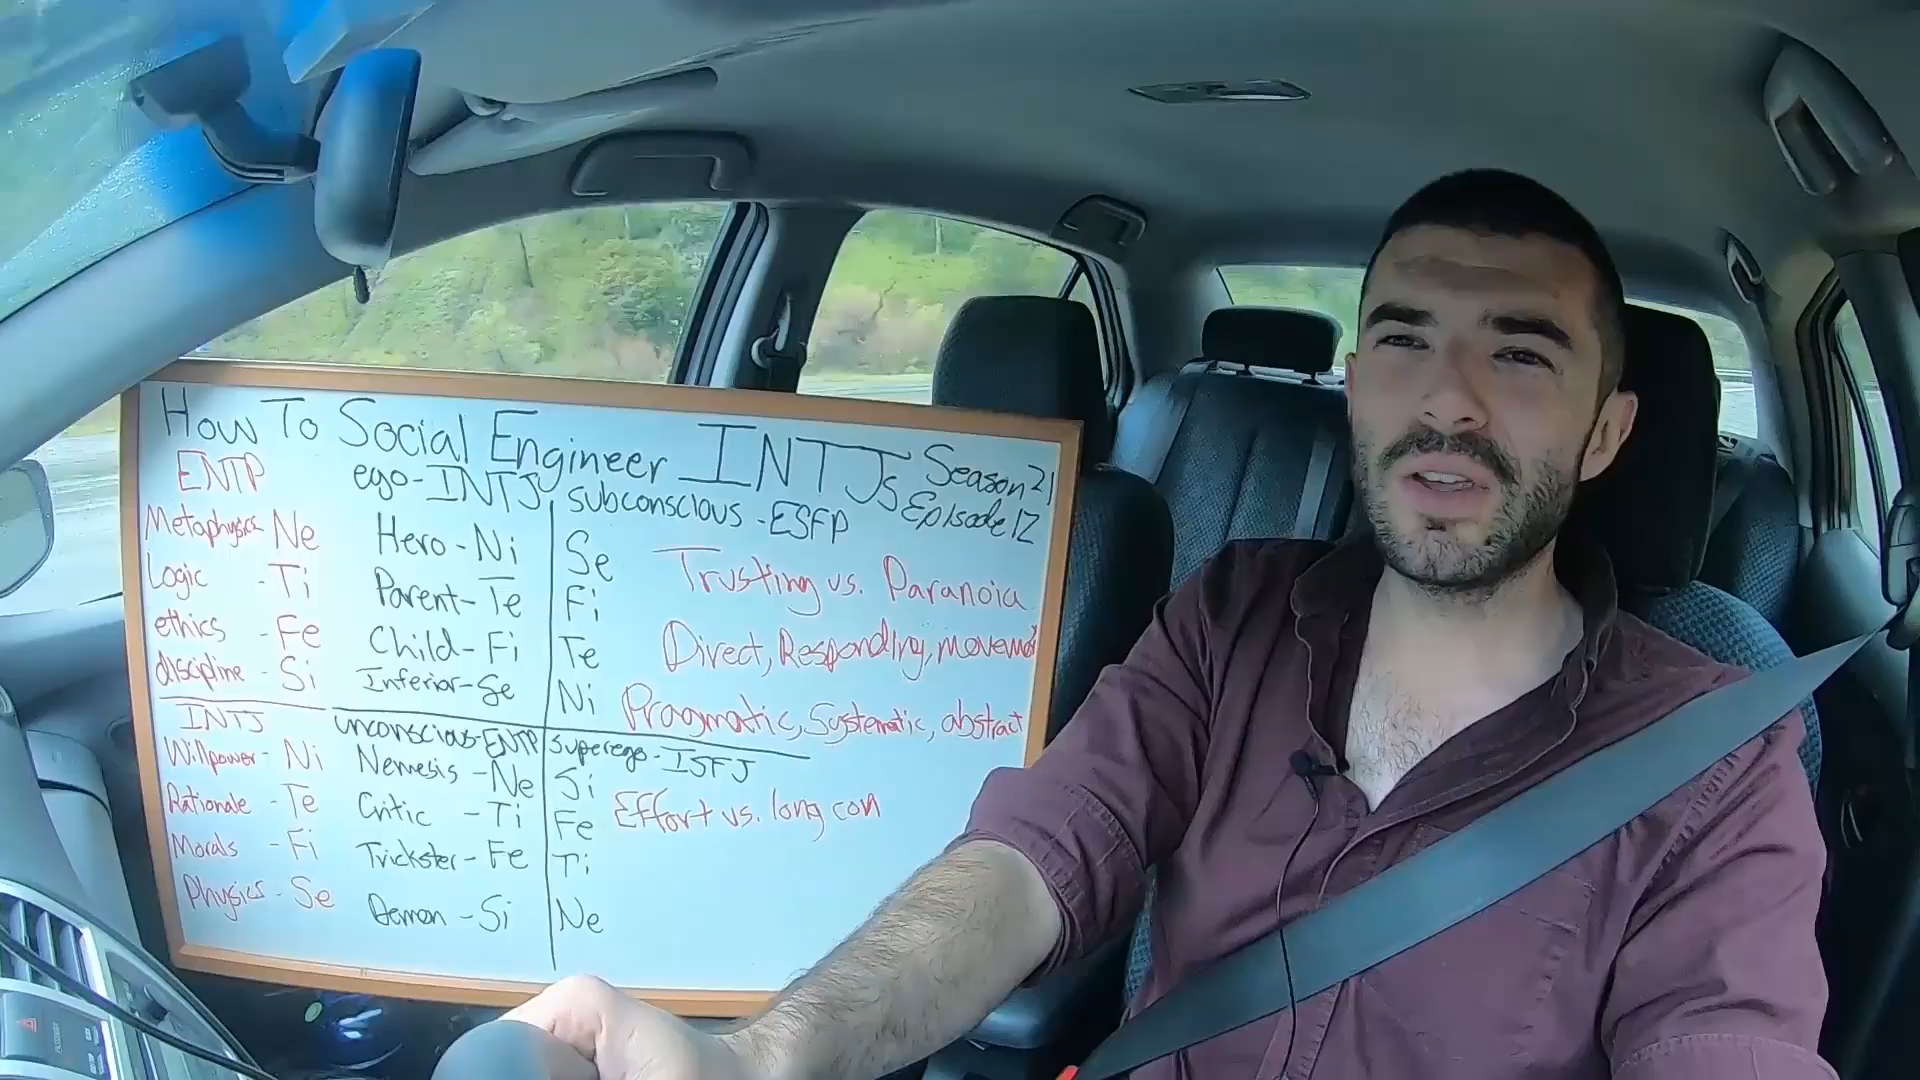 How To Social Engineer INTJs Season 21
Episode 12
ENTP
Metaphysics Ne
Logic - Ti
ethics - Fe
discipline - Si
INTJ
Willpower - Ni
Rationale - Te
Morals - Fi
Physics - Se
ego - INTJ
Hero - Ni
Parent - Te
Child - Fi
Inferior - Se
subconscious - ESFP
Se
Fi
Te
Ni
unconscious - ENTP
Nemesis - Ne
Critic - Ti
Trickster - Fe
Demon - Si
superego - ISFJ
Si
Fe
Ti
Ne
Trusting vs. Paranoia
Direct, Responding, movement
Pragmatic, Systematic, abstract
Effort vs. long con